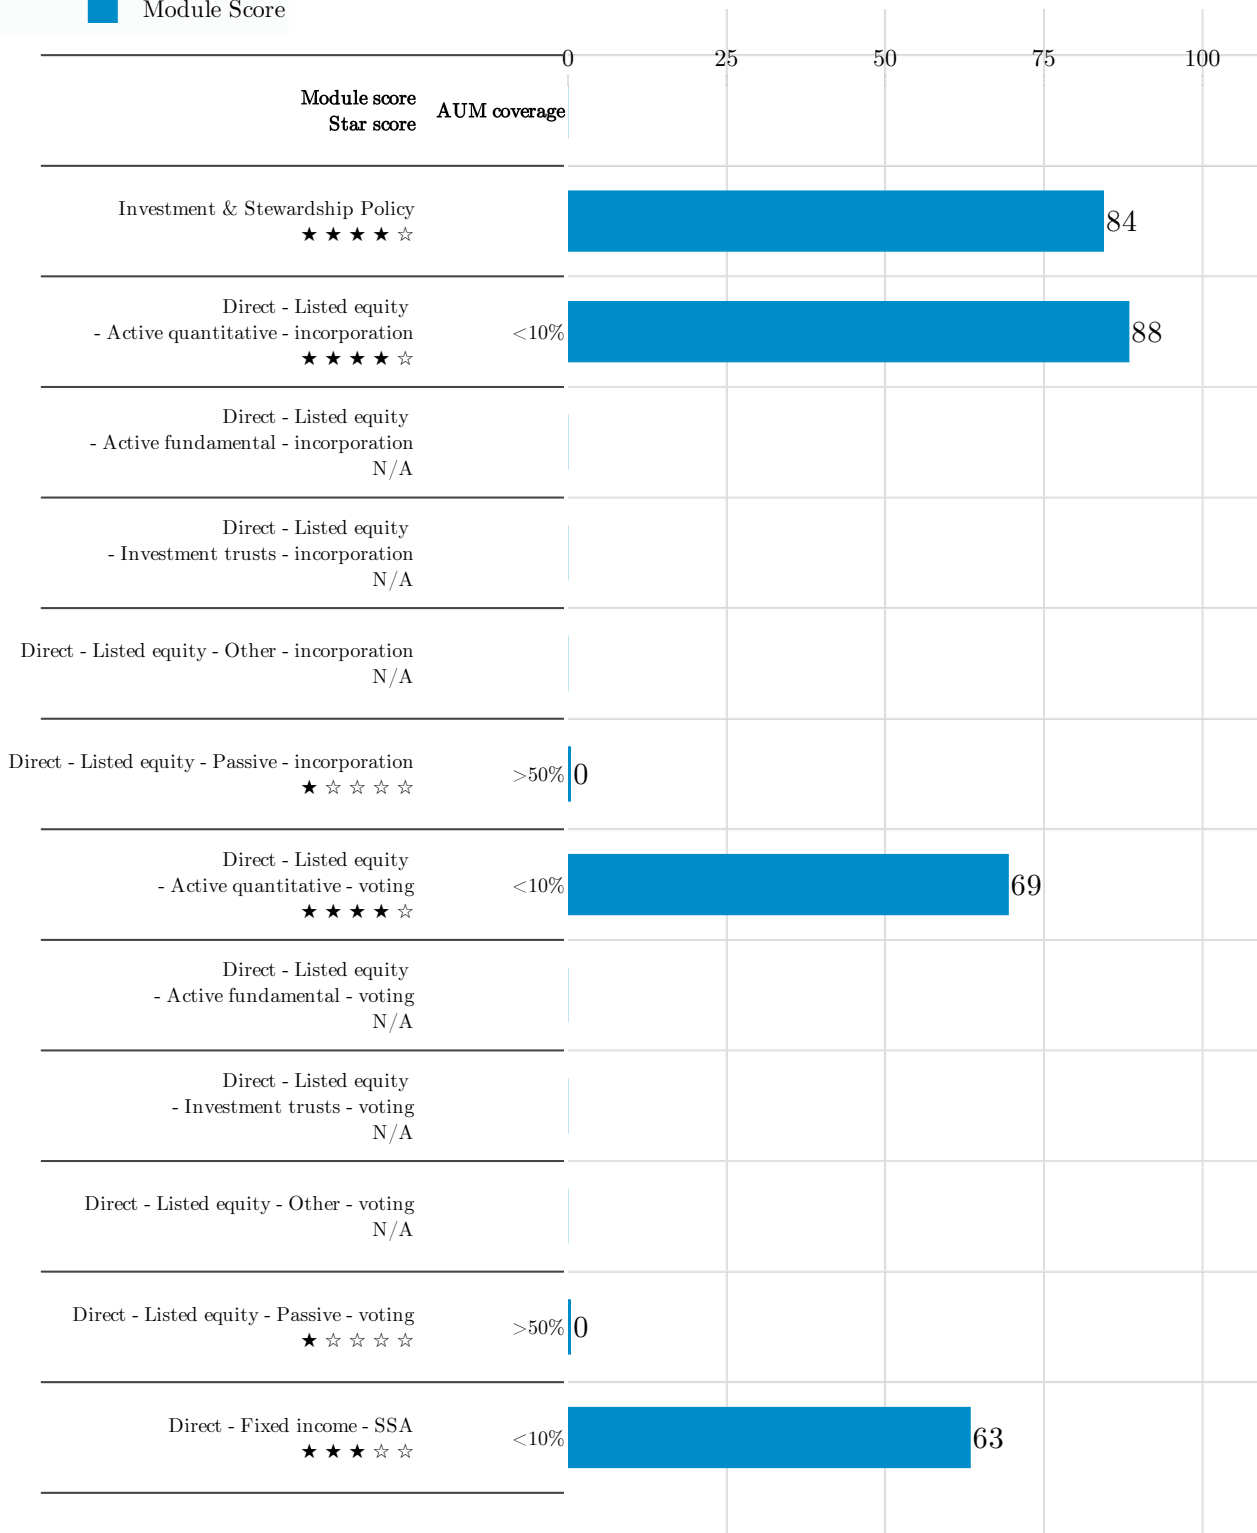 Module Score
0 25 50 75 100
Module score
Star score
AUM coverage
Investment & Stewardship Policy
★ ★ ★ ★ ☆
84
Direct - Listed equity
- Active quantitative - incorporation
★ ★ ★ ★ ☆
<10%
88
Direct - Listed equity
- Active fundamental - incorporation
N/A
Direct - Listed equity
- Investment trusts - incorporation
N/A
Direct - Listed equity - Other - incorporation
N/A
Direct - Listed equity - Passive - incorporation
★ ☆ ☆ ☆ ☆
>50%
0
Direct - Listed equity
- Active quantitative - voting
★ ★ ★ ★ ☆
<10%
69
Direct - Listed equity
- Active fundamental - voting
N/A
Direct - Listed equity
- Investment trusts - voting
N/A
Direct - Listed equity - Other - voting
N/A
Direct - Listed equity - Passive - voting
★ ☆ ☆ ☆ ☆
>50%
0
Direct - Fixed income - SSA
★ ★ ★ ☆ ☆
<10%
63